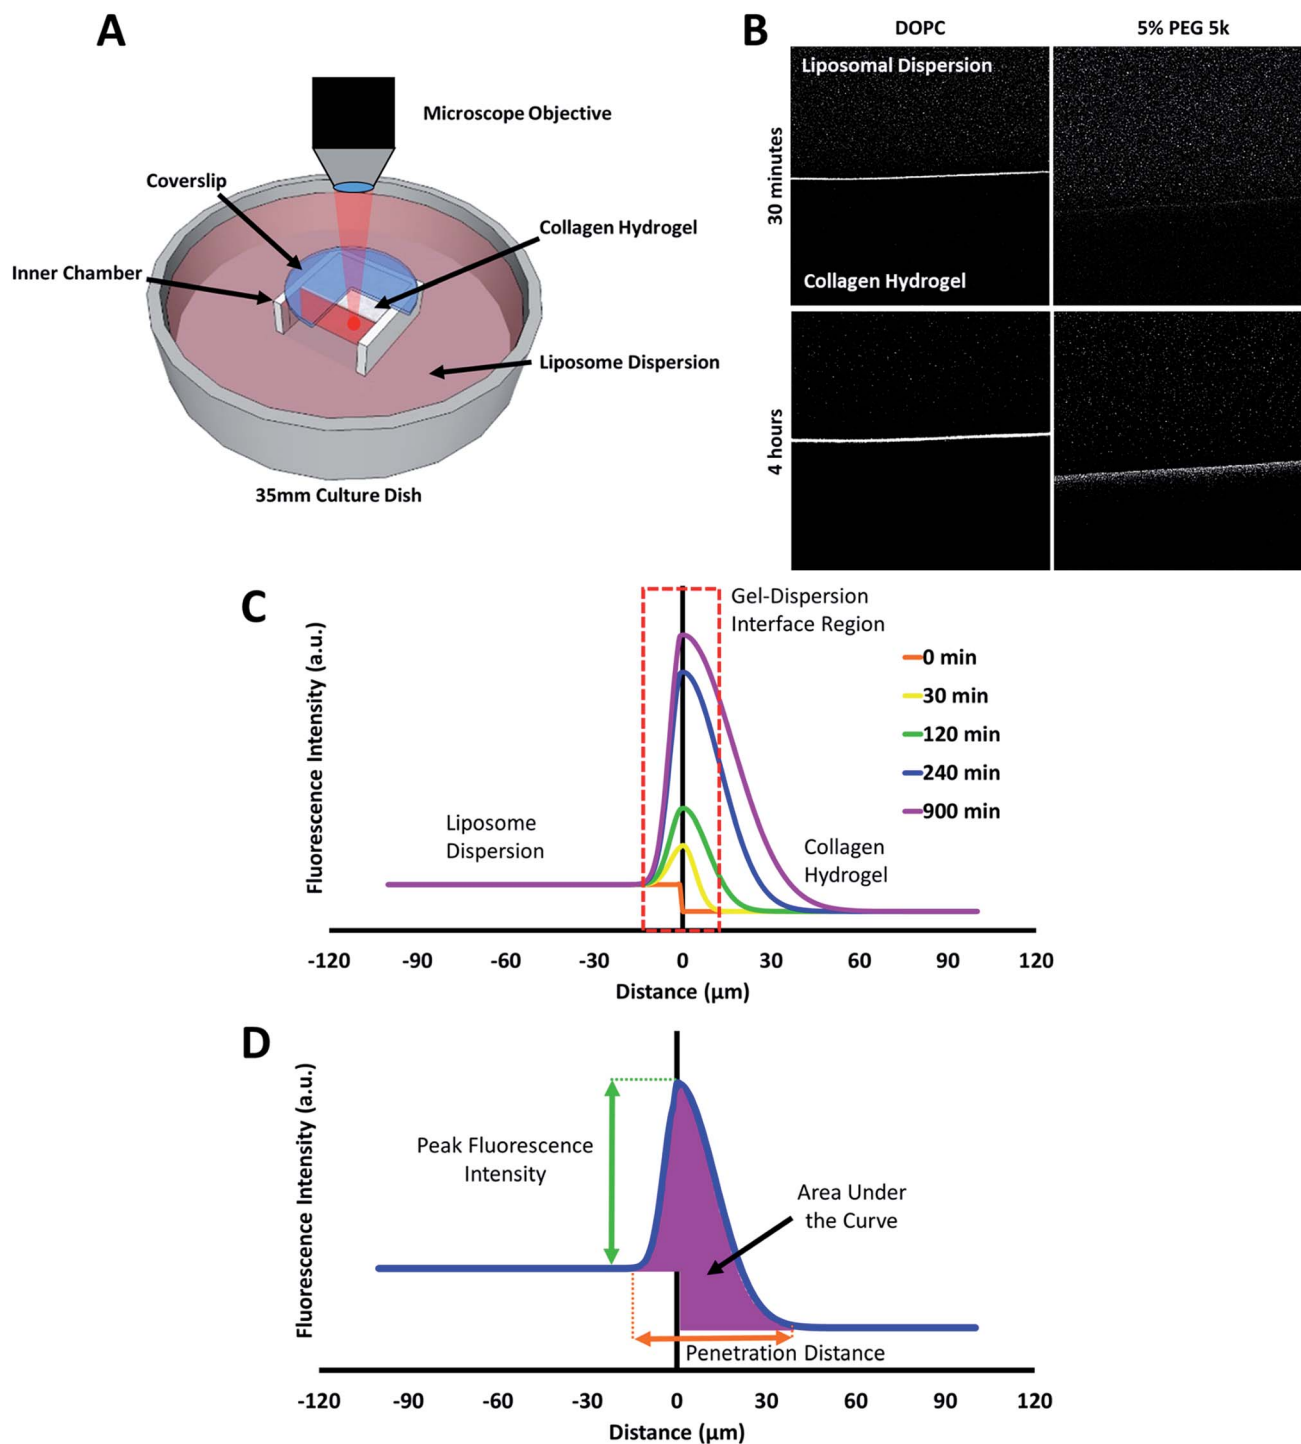 A
Microscope Objective
Coverslip
Collagen Hydrogel
Inner Chamber
Liposome Dispersion
35mm Culture Dish
B
DOPC
5% PEG 5k
30 minutes
Liposomal Dispersion
Collagen Hydrogel
4 hours
C
Fluorescence Intensity (a.u.)
Gel-Dispersion
Interface Region
0 min
30 min
120 min
240 min
900 min
Liposome
Dispersion
Collagen
Hydrogel
-120 -90 -60 -30 0 30 60 90 120
Distance (µm)
D
Fluorescence Intensity (a.u.)
Peak Fluorescence
Intensity
Area Under
the Curve
Penetration Distance
-120 -90 -60 -30 0 30 60 90 120
Distance (µm)